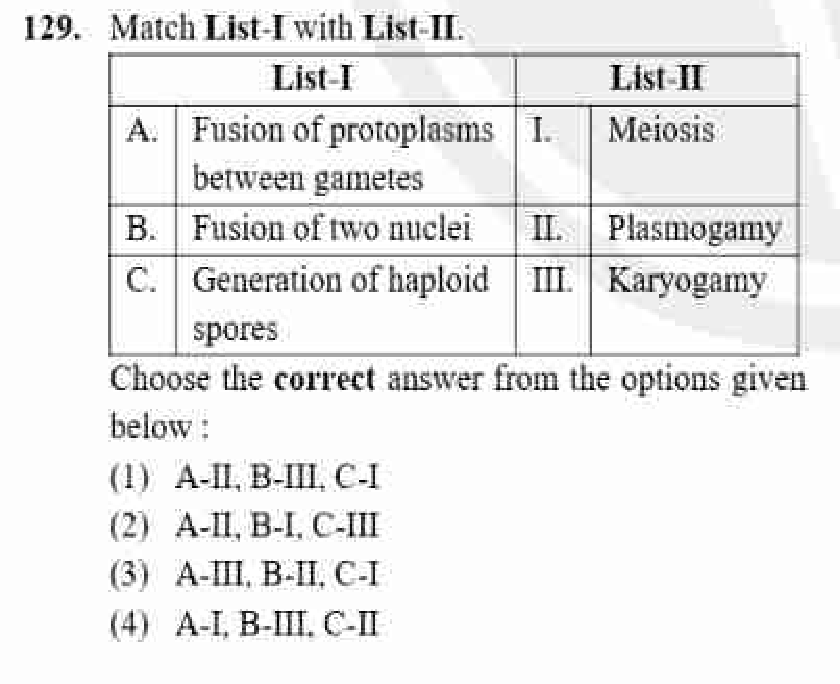 129. Match List-I with List-II.
List-I List-II
A. Fusion of protoplasms I. Meiosis
between gametes
B. Fusion of two nuclei II. Plasmogamy
C. Generation of haploid III. Karyogamy
spores
Choose the correct answer from the options given
below :
(1) A-II, B-III, C-I
(2) A-II, B-I, C-III
(3) A-III, B-II, C-I
(4) A-I, B-III, C-II